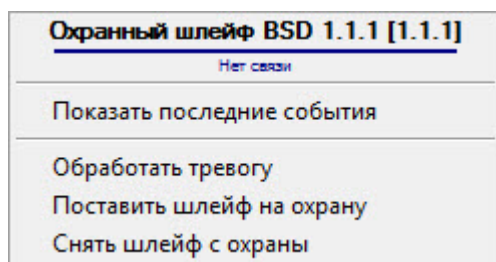 Охранный шлейф BSD 1.1.1 [1.1.1]
Нет связи
Показать последние события
Обработать тревогу
Поставить шлейф на охрану
Снять шлейф с охраны